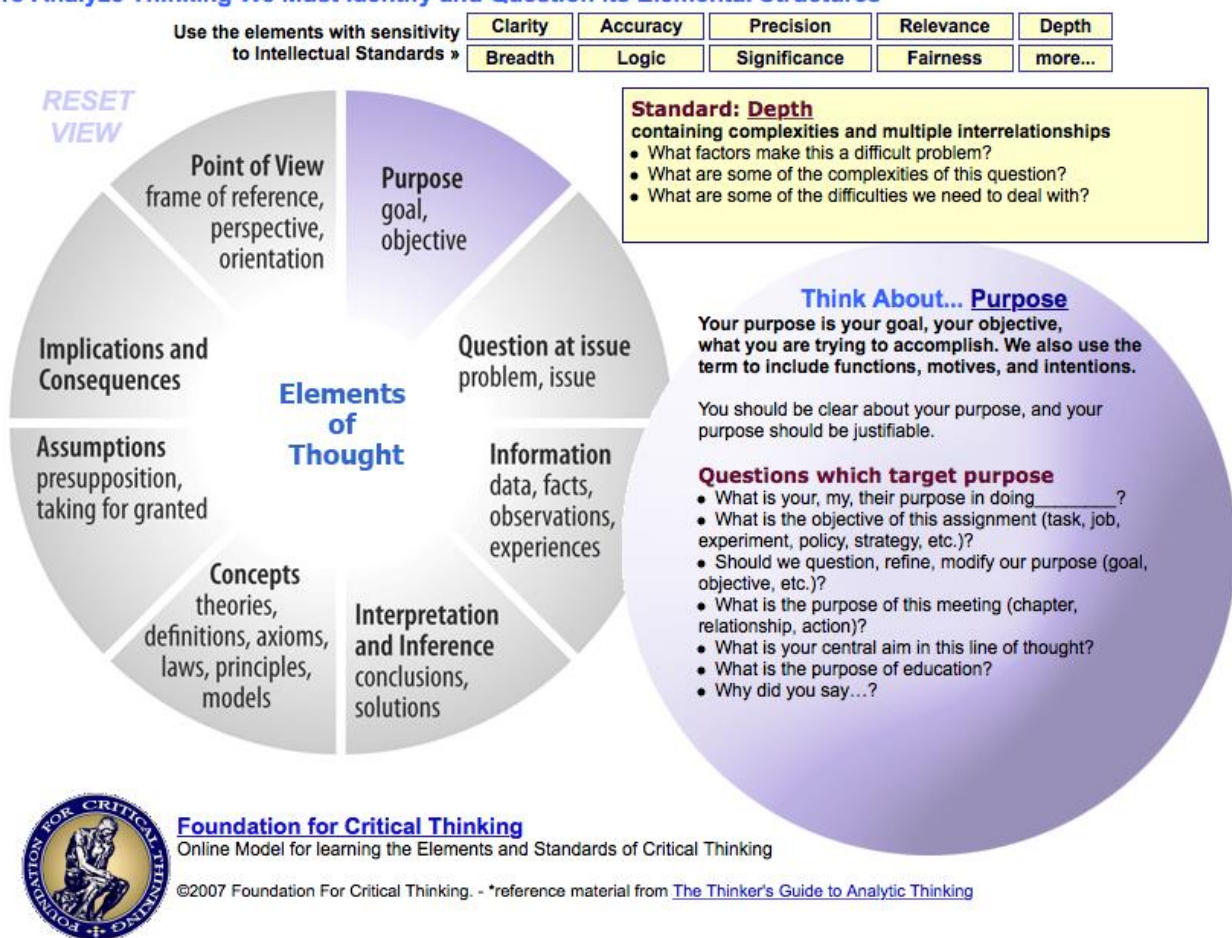 To Analyze Thinking We Must Identify and Question its Elemental Structures
Use the elements with sensitivity
to Intellectual Standards »
Clarity Accuracy Precision Relevance Depth
Breadth Logic Significance Fairness more...
RESET
VIEW
Standard: Depth
containing complexities and multiple interrelationships
• What factors make this a difficult problem?
• What are some of the complexities of this question?
• What are some of the difficulties we need to deal with?
Point of View
frame of reference,
perspective,
orientation
Purpose
goal,
objective
Question at issue
problem, issue
Information
data, facts,
observations,
experiences
Interpretation
and Inference
conclusions,
solutions
Concepts
theories,
definitions, axioms,
laws, principles,
models
Assumptions
presupposition,
taking for granted
Implications and
Consequences
Elements
of
Thought
Think About... Purpose
Your purpose is your goal, your objective,
what you are trying to accomplish. We also use the
term to include functions, motives, and intentions.
You should be clear about your purpose, and your
purpose should be justifiable.
Questions which target purpose
• What is your, my, their purpose in doing________?
• What is the objective of this assignment (task, job,
experiment, policy, strategy, etc.)?
• Should we question, refine, modify our purpose (goal,
objective, etc.)?
• What is the purpose of this meeting (chapter,
relationship, action)?
• What is your central aim in this line of thought?
• What is the purpose of education?
• Why did you say…?
FOUNDATION FOR CRITICAL THINKING
Foundation for Critical Thinking
Online Model for learning the Elements and Standards of Critical Thinking
©2007 Foundation For Critical Thinking. - *reference material from The Thinker's Guide to Analytic Thinking